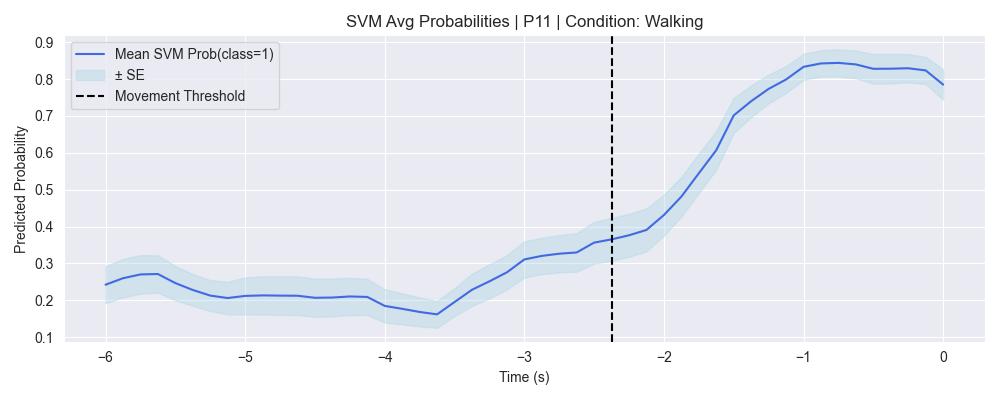 SVM Avg Probabilities | P11 | Condition: Walking
Mean SVM Prob(class=1)
± SE
Movement Threshold
Predicted Probability
0.9
0.8
0.7
0.6
0.5
0.4
0.3
0.2
0.1
−6 −5 −4 −3 −2 −1 0
Time (s)